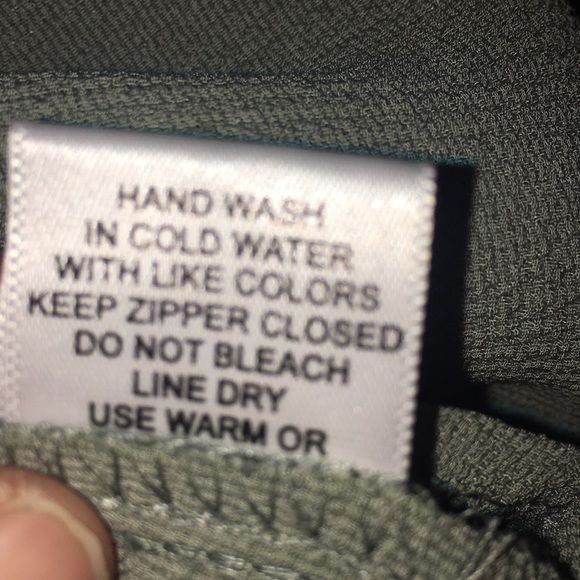 HAND WASH
IN COLD WATER
WITH LIKE COLORS
KEEP ZIPPER CLOSED
DO NOT BLEACH
LINE DRY
USE WARM OR